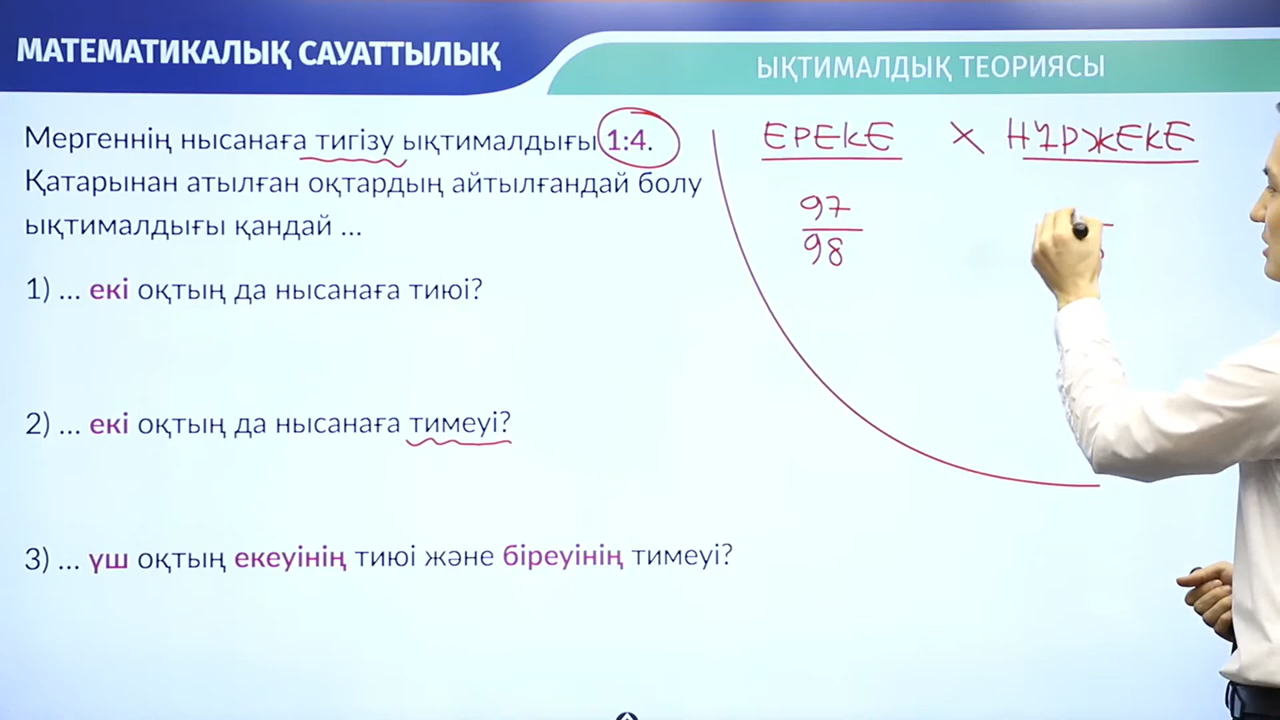 МАТЕМАТИКАЛЫҚ САУАТТЫЛЫҚ
ЫҚТИМАЛДЫҚ ТЕОРИЯСЫ
Мергеннің нысанаға тигізу ықтималдығы 1:4.
Қатарынан атылған оқтардың айтылғандай болу
ықтималдығы қандай ...
1) ... екі оқтың да нысанаға тиюі?
2) ... екі оқтың да нысанаға тимеуі?
3) ... үш оқтың екеуінің тиюі және біреуінің тимеуі?
ЕРЕКЕ X НҰРЖЕКЕ
97
98